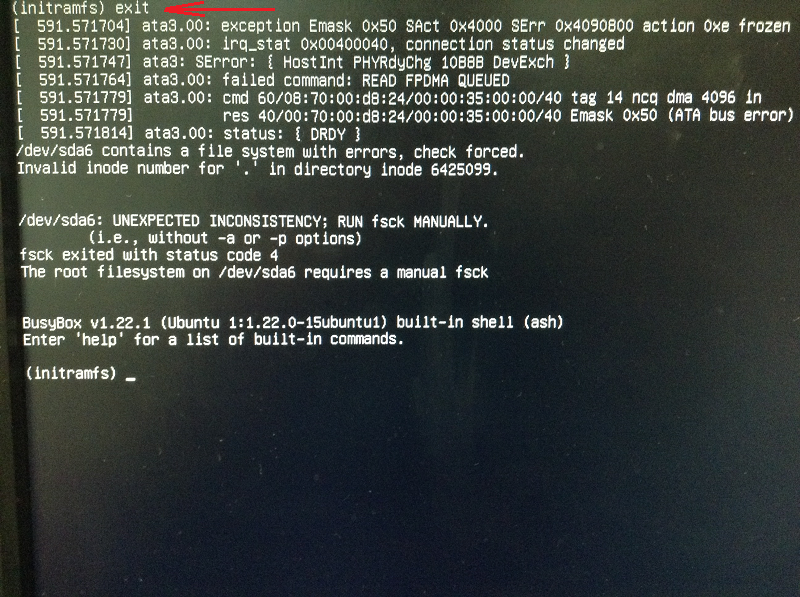 (initramfs) exit
[  591.571704] ata3.00: exception Emask 0x50 SAct 0x4000 SErr 0x4090800 action 0xe frozen
[  591.571730] ata3.00: irq_stat 0x00400040, connection status changed
[  591.571747] ata3: SError: { HostInt PHYRdyChg 10B8B DevExch }
[  591.571764] ata3.00: failed command: READ FPDMA QUEUED
[  591.571779] ata3.00: cmd 60/08:70:00:d8:24/00:00:35:00:00/40 tag 14 ncq dma 4096 in
[  591.571779]          res 40/00:70:00:d8:24/00:00:35:00:00/40 Emask 0x50 (ATA bus error)
[  591.571814] ata3.00: status: { DRDY }
/dev/sda6 contains a file system with errors, check forced.
Invalid inode number for '.' in directory inode 6425099.
/dev/sda6: UNEXPECTED INCONSISTENCY; RUN fsck MANUALLY.
(i.e., without -a or -p options)
fsck exited with status code 4
The root filesystem on /dev/sda6 requires a manual fsck
BusyBox v1.22.1 (Ubuntu 1:1.22.0-15ubuntu1) built-in shell (ash)
Enter 'help' for a list of built-in commands.
(initramfs) _